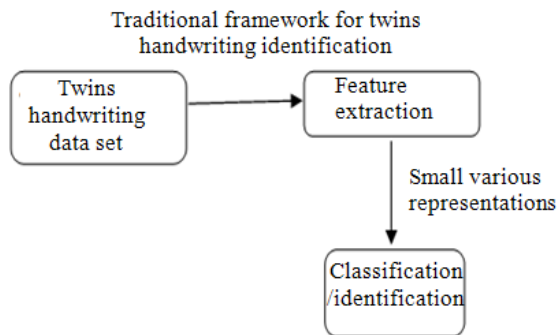 Traditional framework for twins
handwriting identification
Twins
handwriting
data set
Feature
extraction
Small various
representations
Classification
/identification